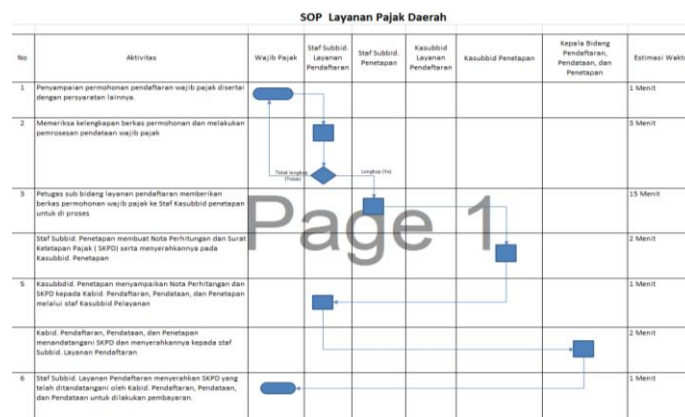 SOP Layanan Pajak Daerah
No
Aktivitas
Wajib Pajak
Staf Subbid.
Layanan
Pendaftaran
Staf Subbid.
Penetapan
Kasubbid
Layanan
Pendaftaran
Kasubbid Penetapan
Kepala Bidang
Pendaftaran,
Pendataan, dan
Penetapan
Estimasi Waktu
1
Penyampaian permohonan pendaftaran wajib pajak disertai
dengan persyaratan lainnya.
1 Menit
2
Memeriksa kelengkapan berkas permohonan dan melakukan
pemrosesan pendataan wajib pajak
Tidak lengkap
(Tidak)
Lengkap (Ya)
3
Petugas sub bideng layanan pendaftaran memberikan
berkas permohonan wajib pajak ke Staf Kasubbid penetapan
untuk di proses
15 Menit
Page 1
Staf Subbid. Penetapan membuat Nota Perhitungan dan Surat
Ketetapan Pajak ( SKPD) serta menyerahkannya pada
Kasubbid. Penetapan
2 Menit
5
Kasubbdid. Penetapan menyampaikan Nota Perhitangan dan
SKPD kepada Kabid. Pendaftaran, Pendataan, dan Penetapan
melalui staf Kasubbid Pelayanan
1 Menit
Kabid. Pendaftaran, Pendataan, dan Penetapan
menandatangani SKPD dan menyerahkannya kepada staf
Subbid. Layanan Pendaftaran
2 Menit
6
Staf Subbid. Layanan Pendaftaran menyerahkan SKPD yang
telah ditandatangani oleh Kabid. Pendaftaran, Pendataan,
dan Pendataan untuk dilakukan pembayaran.
1 Menit